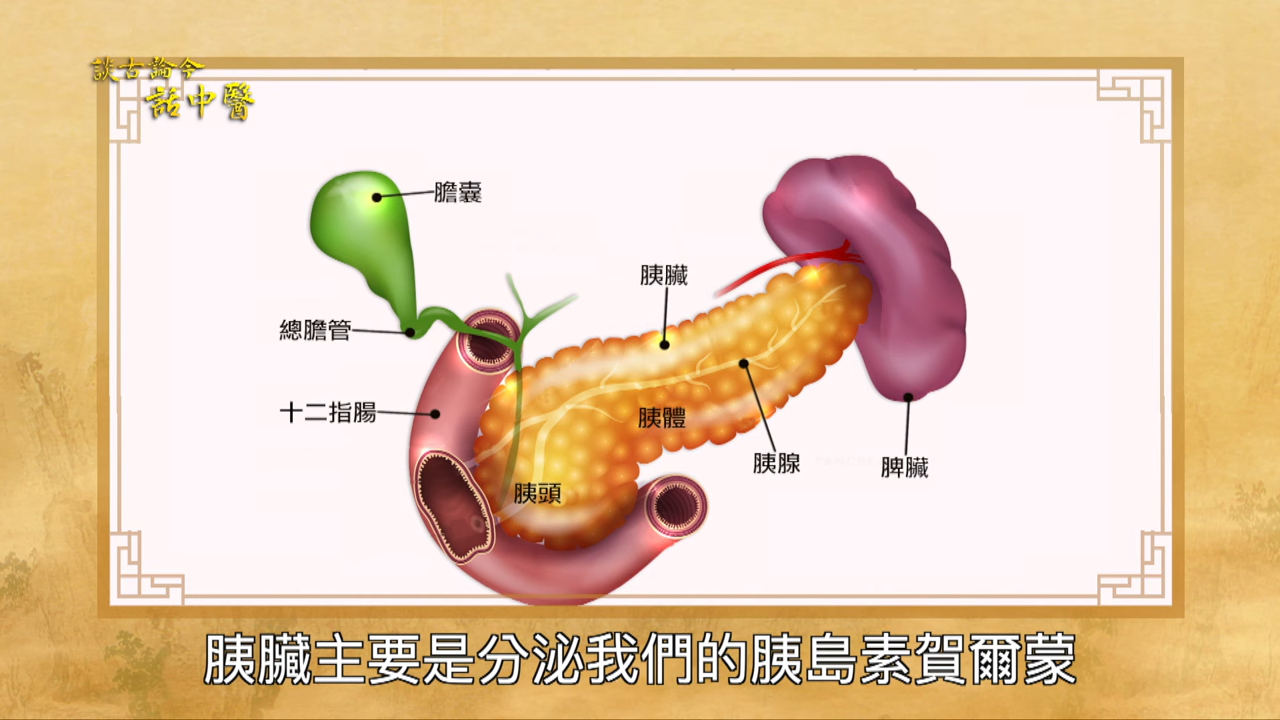 談古論今
話中醫
膽囊
胰臟
總膽管
十二指腸
胰體
胰腺
脾臟
胰頭
胰臟主要是分泌我們的胰島素賀爾蒙